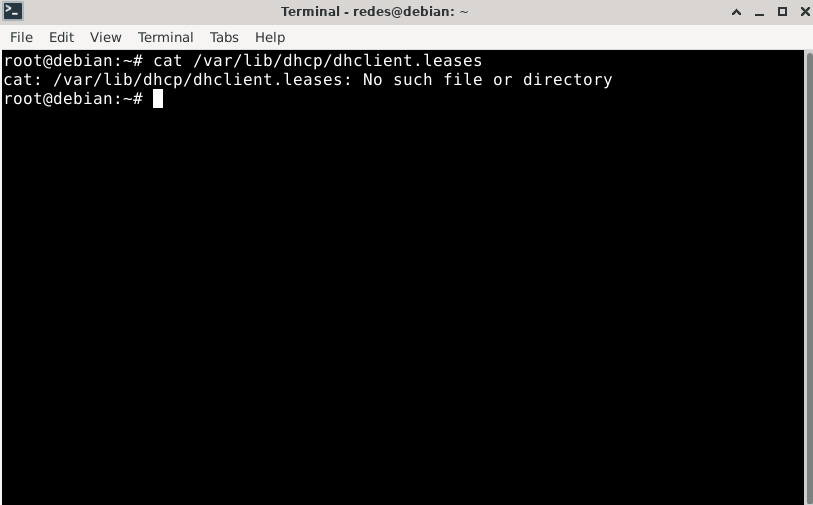 Terminal - redes@debian: ~
File Edit View Terminal Tabs Help
root@debian:~# cat /var/lib/dhcp/dhclient.leases
cat: /var/lib/dhcp/dhclient.leases: No such file or directory
root@debian:~#